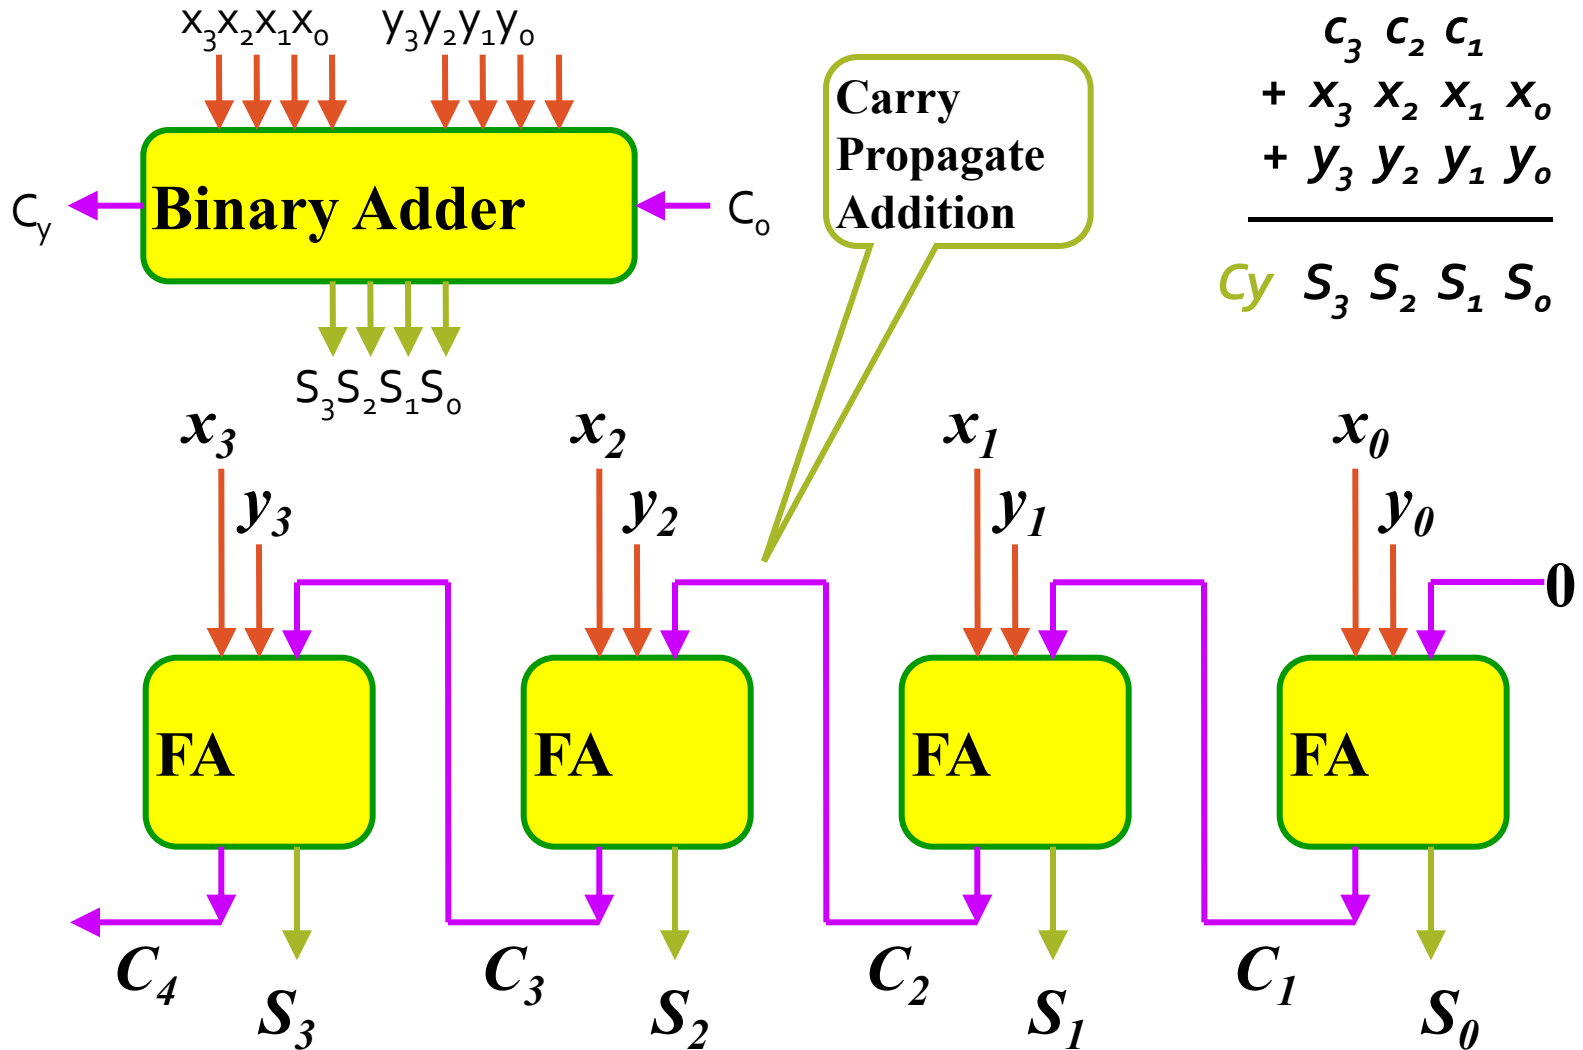 x₃x₂x₁x₀ y₃y₂y₁y₀
Cy Binary Adder C₀
S₃S₂S₁S₀
Carry
Propagate
Addition
c₃ c₂ c₁
+ x₃ x₂ x₁ x₀
+ y₃ y₂ y₁ y₀
Cy S₃ S₂ S₁ S₀
x₃ x₂ x₁ x₀
y₃ y₂ y₁ y₀
0
FA FA FA FA
C₄ C₃ C₂ C₁
S₃ S₂ S₁ S₀